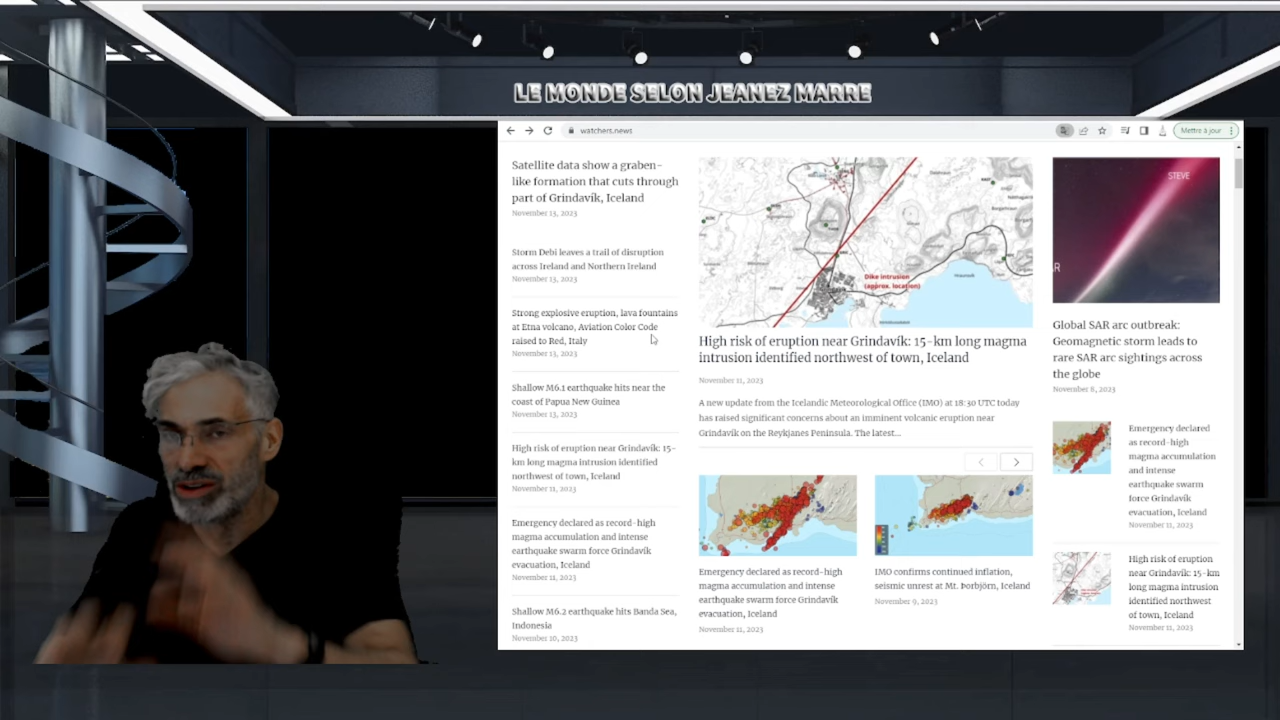 LE MONDE SELON JEANEZ MARRE
watchers.news
Mettre à jour
Satellite data show a graben-
like formation that cuts through
part of Grindavík, Iceland
November 13, 2023
Storm Debi leaves a trail of disruption
across Ireland and Northern Ireland
November 13, 2023
Strong explosive eruption, lava fountains
at Etna volcano, Aviation Color Code
raised to Red, Italy
November 13, 2023
Shallow M6.1 earthquake hits near the
coast of Papua New Guinea
November 13, 2023
High risk of eruption near Grindavík: 15-
km long magma intrusion identified
northwest of town, Iceland
November 11, 2023
Emergency declared as record-high
magma accumulation and intense
earthquake swarm force Grindavík
evacuation, Iceland
November 11, 2023
Shallow M6.2 earthquake hits Banda Sea,
Indonesia
November 10, 2023
Dike intrusion
(approx. location)
High risk of eruption near Grindavík: 15-km long magma
intrusion identified northwest of town, Iceland
November 11, 2023
A new update from the Icelandic Meteorological Office (IMO) at 18:30 UTC today
has raised significant concerns about an imminent volcanic eruption near
Grindavík on the Reykjanes Peninsula. The latest...
Emergency declared as record-high
magma accumulation and intense
earthquake swarm force Grindavík
evacuation, Iceland
November 11, 2023
IMO confirms continued inflation,
seismic unrest at Mt. Þorbjörn, Iceland
November 9, 2023
STEVE
AR
Global SAR arc outbreak:
Geomagnetic storm leads to
rare SAR arc sightings across
the globe
November 8, 2023
Emergency declared
as record-high
magma accumulation
and intense
earthquake swarm
force Grindavík
evacuation, Iceland
November 11, 2023
High risk of eruption
near Grindavík: 15-km
long magma intrusion
identified northwest
of town, Iceland
November 11, 2023